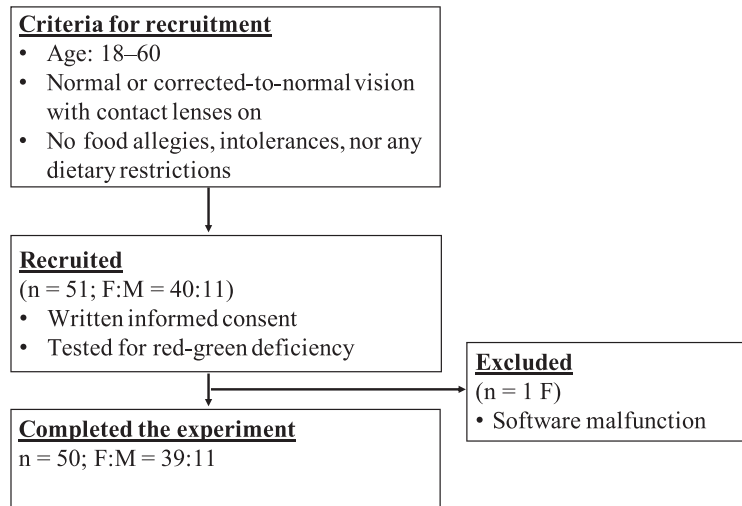 Criteria for recruitment
• Age: 18–60
• Normal or corrected-to-normal vision
with contact lenses on
• No food allergies, intolerances, nor any
dietary restrictions
Recruited
(n = 51; F:M = 40:11)
• Written informed consent
• Tested for red-green deficiency
Excluded
(n = 1 F)
• Software malfunction
Completed the experiment
n = 50; F:M = 39:11